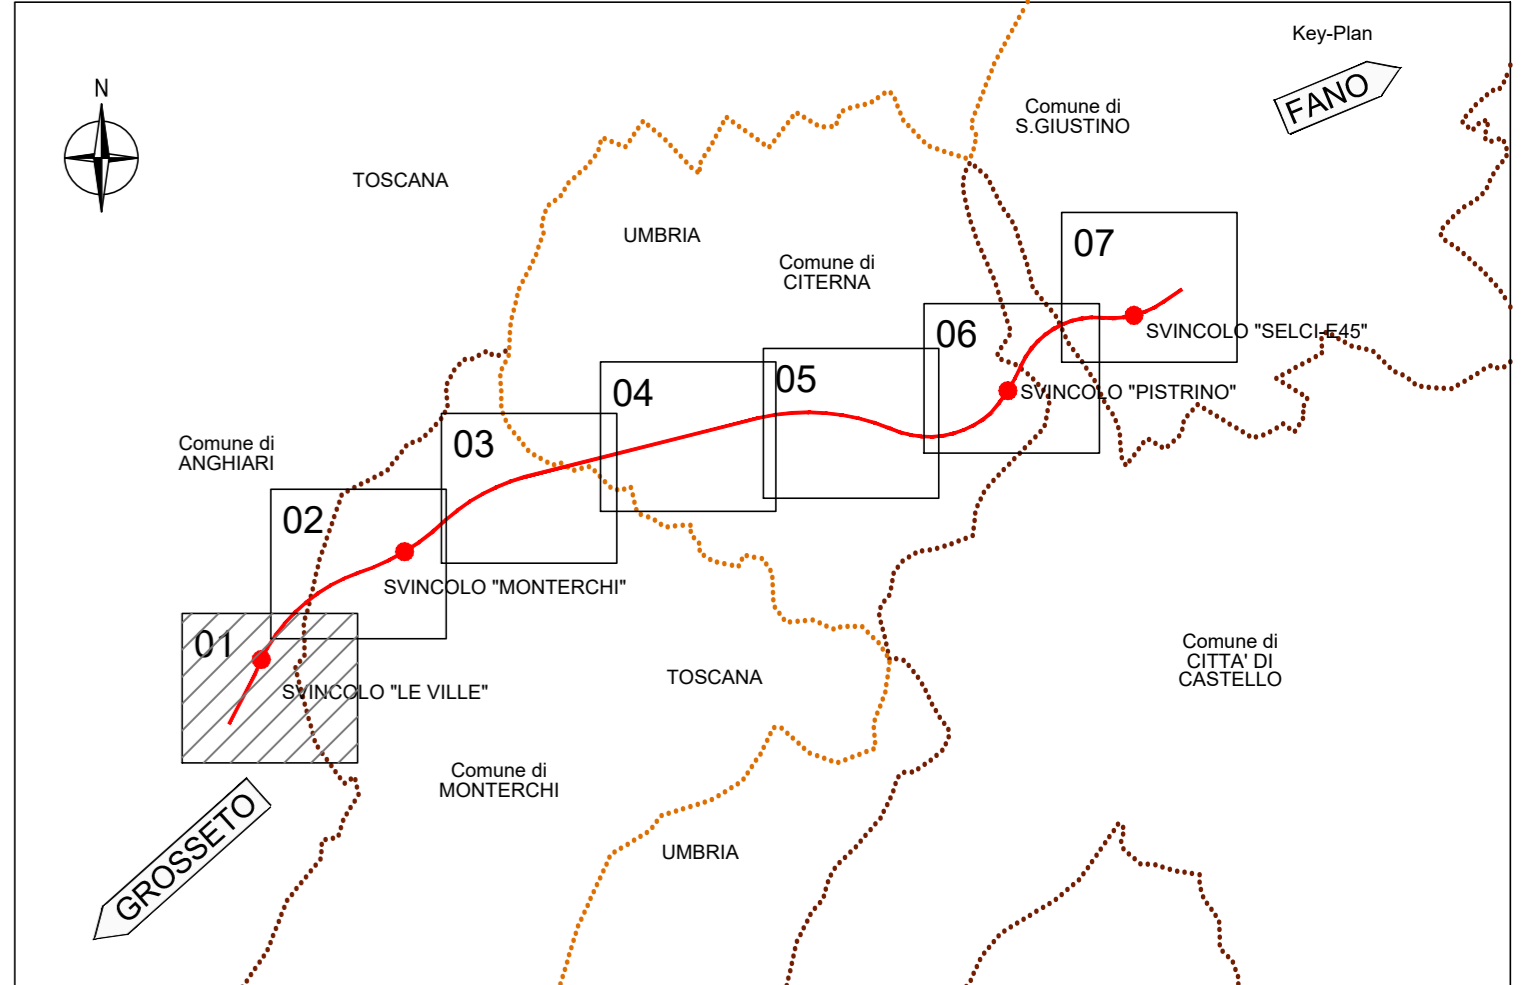 Key-Plan
FANO
N
Comune di
S.GIUSTINO
TOSCANA
UMBRIA
Comune di
CITERNA
07
06
SVINCOLO "SELCI-E45"
05
04
SVINCOLO "PISTRINO"
03
Comune di
ANGHIARI
02
SVINCOLO "MONTERCHI"
01
SVINCOLO "LE VILLE"
TOSCANA
Comune di
CITTA' DI
CASTELLO
Comune di
MONTERCHI
GROSSETO
UMBRIA